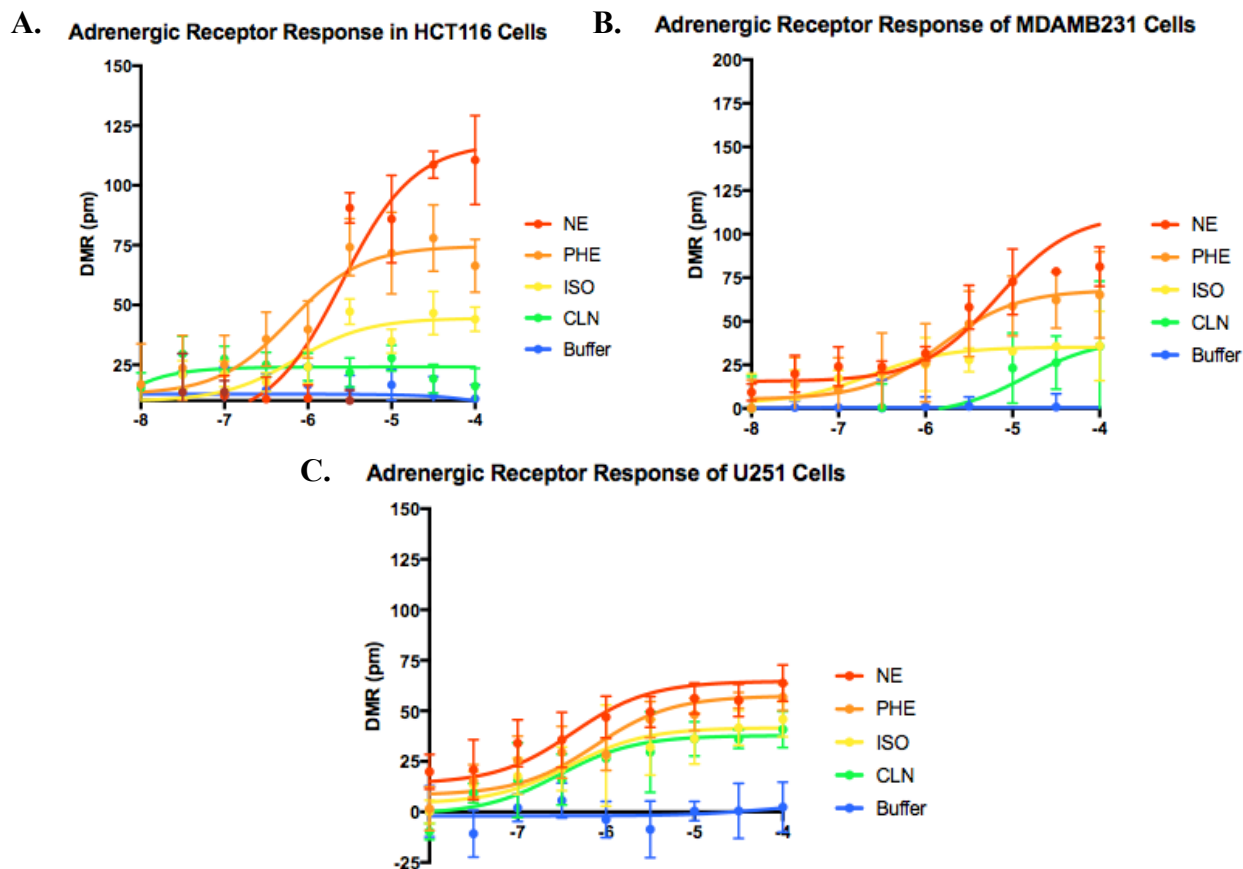 A. Adrenergic Receptor Response in HCT116 Cells
150
125
100
75
50
25
DMR (pm)
-8 -7 -6 -5 -4
NE
PHE
ISO
CLN
Buffer
B. Adrenergic Receptor Response of MDAMB231 Cells
200
175
150
125
100
75
50
25
0
DMR (pm)
-8 -7 -6 -5 -4
NE
PHE
ISO
CLN
Buffer
C. Adrenergic Receptor Response of U251 Cells
150
125
100
75
50
25
0
-25
DMR (pm)
-7 -6 -5 -4
NE
PHE
ISO
CLN
Buffer